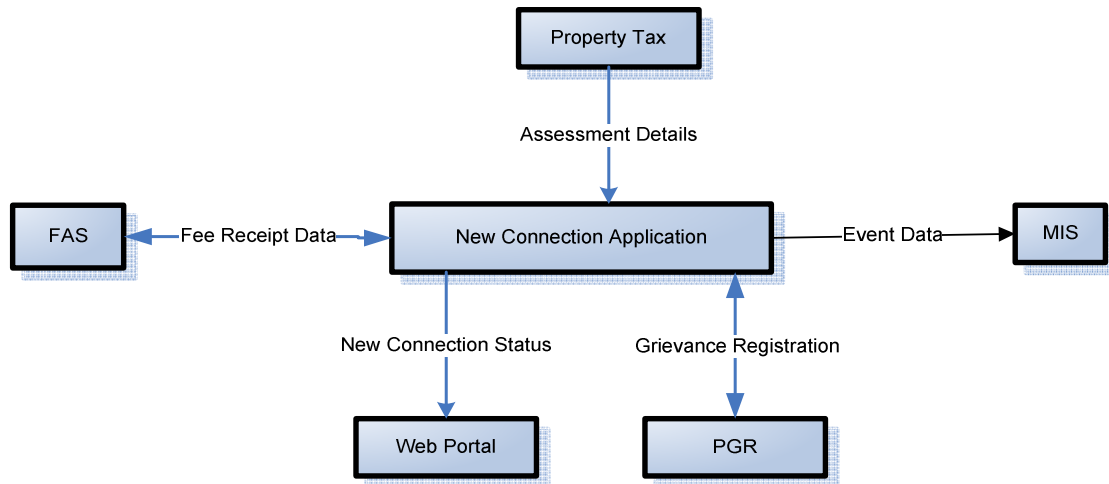 Property Tax
Assessment Details
FAS
Fee Receipt Data
New Connection Application
Event Data
MIS
New Connection Status
Grievance Registration
Web Portal
PGR